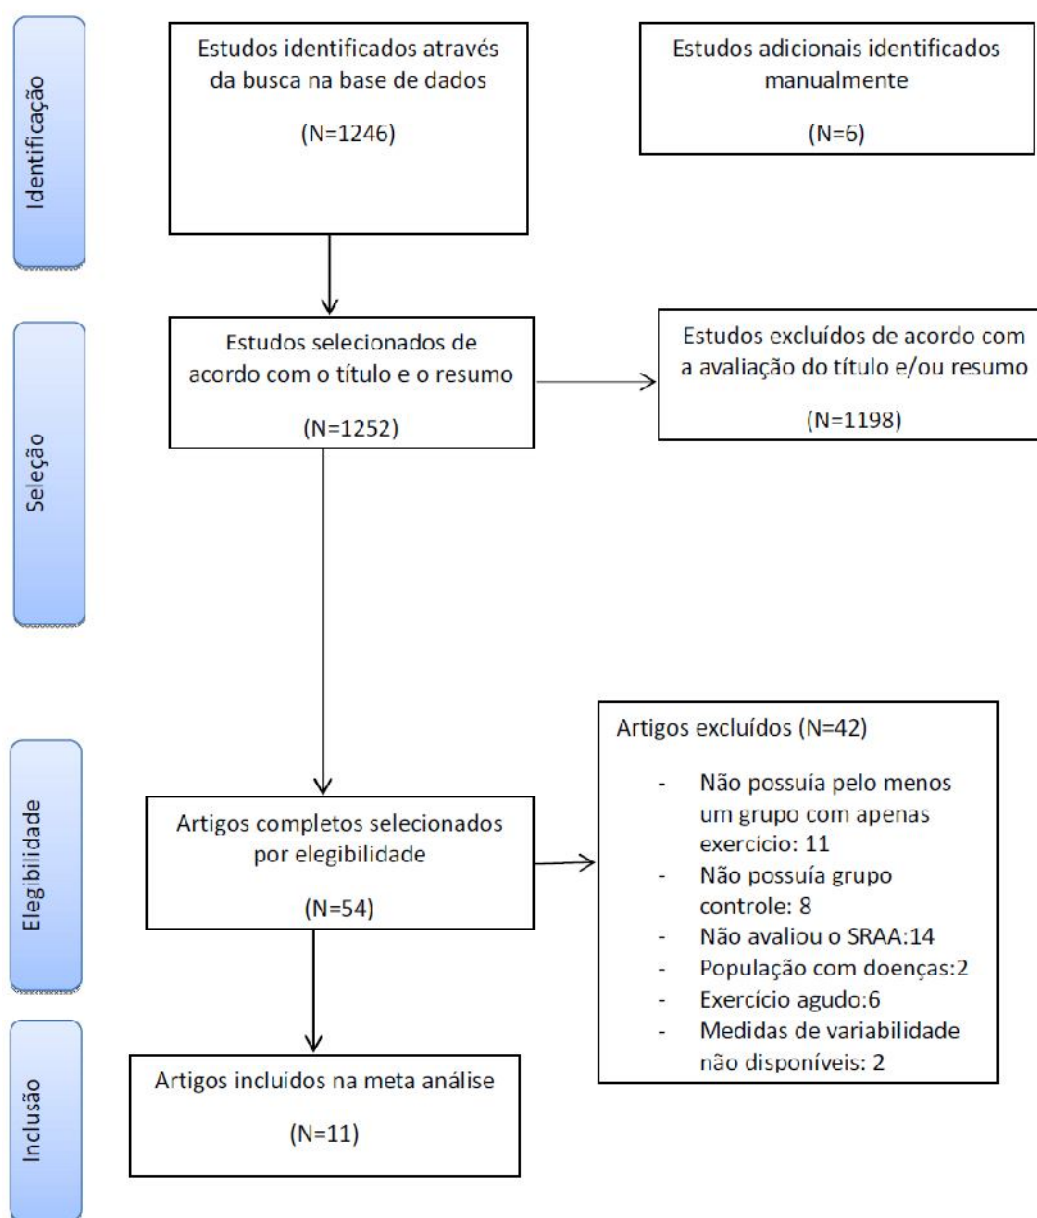 Identificação
Estudos identificados através
da busca na base de dados
(N=1246)
Estudos adicionais identificados
manualmente
(N=6)
Seleção
Estudos selecionados de
acordo com o título e o resumo
(N=1252)
Estudos excluídos de acordo com
a avaliação do título e/ou resumo
(N=1198)
Elegibilidade
Artigos completos selecionados
por elegibilidade
(N=54)
Artigos excluídos (N=42)
- Não possuía pelo menos
um grupo com apenas
exercício: 11
- Não possuía grupo
controle: 8
- Não avaliou o SRAA:14
- População com doenças:2
- Exercício agudo:6
- Medidas de variabilidade
não disponíveis: 2
Inclusão
Artigos incluídos na meta análise
(N=11)